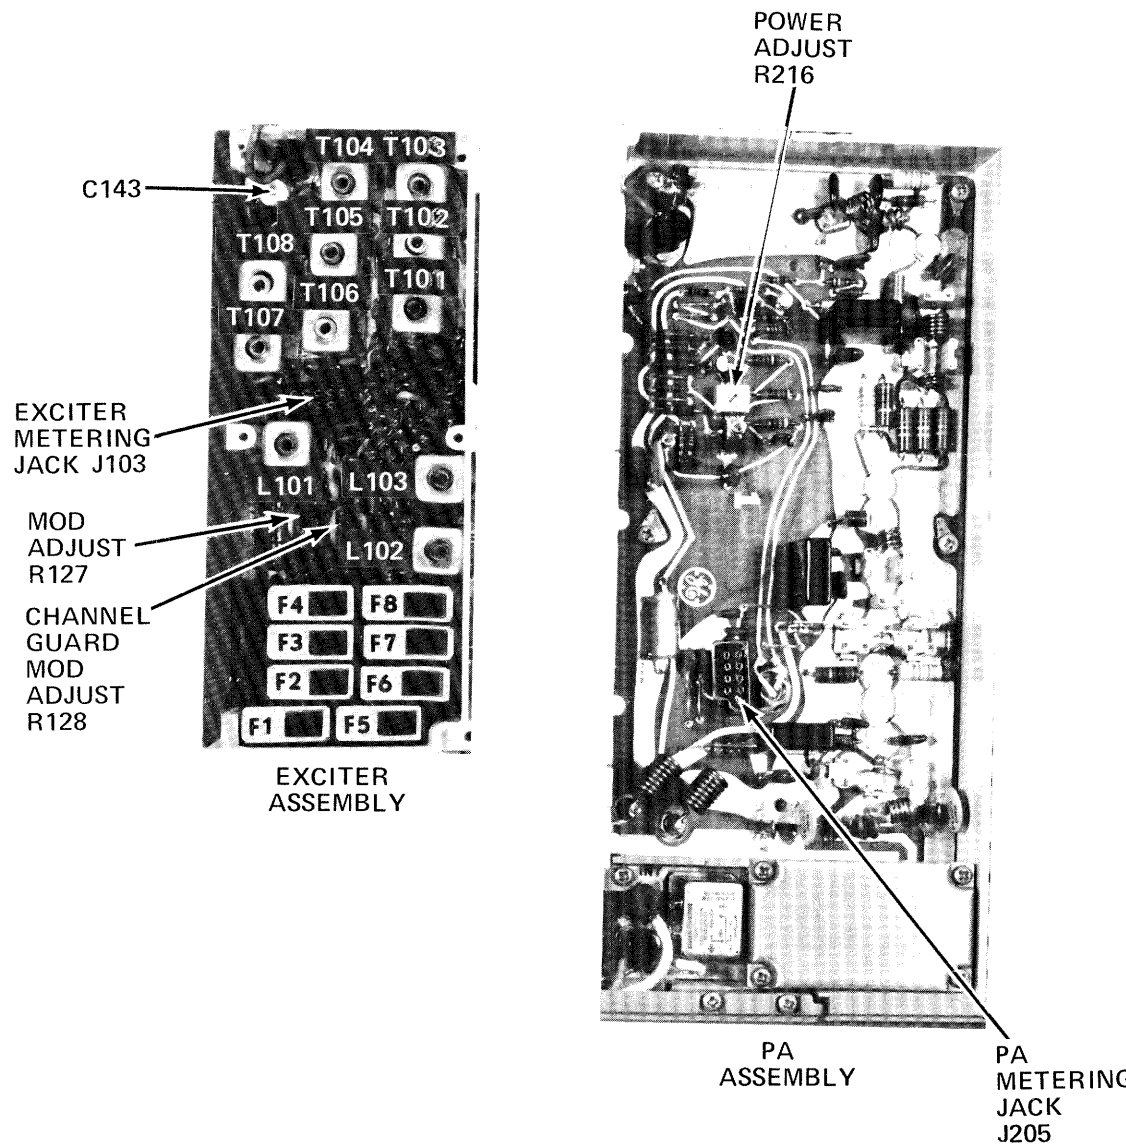 POWER
ADJUST
R216
T104 T103
C143
T105 T102
T108
T106 T101
T107
EXCITER
METERING
JACK J103
L101 L103
MOD
ADJUST
R127
L102
CHANNEL
GUARD
MOD
ADJUST
R128
F4 F8
F3 F7
F2 F6
F1 F5
EXCITER
ASSEMBLY
PA
ASSEMBLY
PA
METERING
JACK
J205